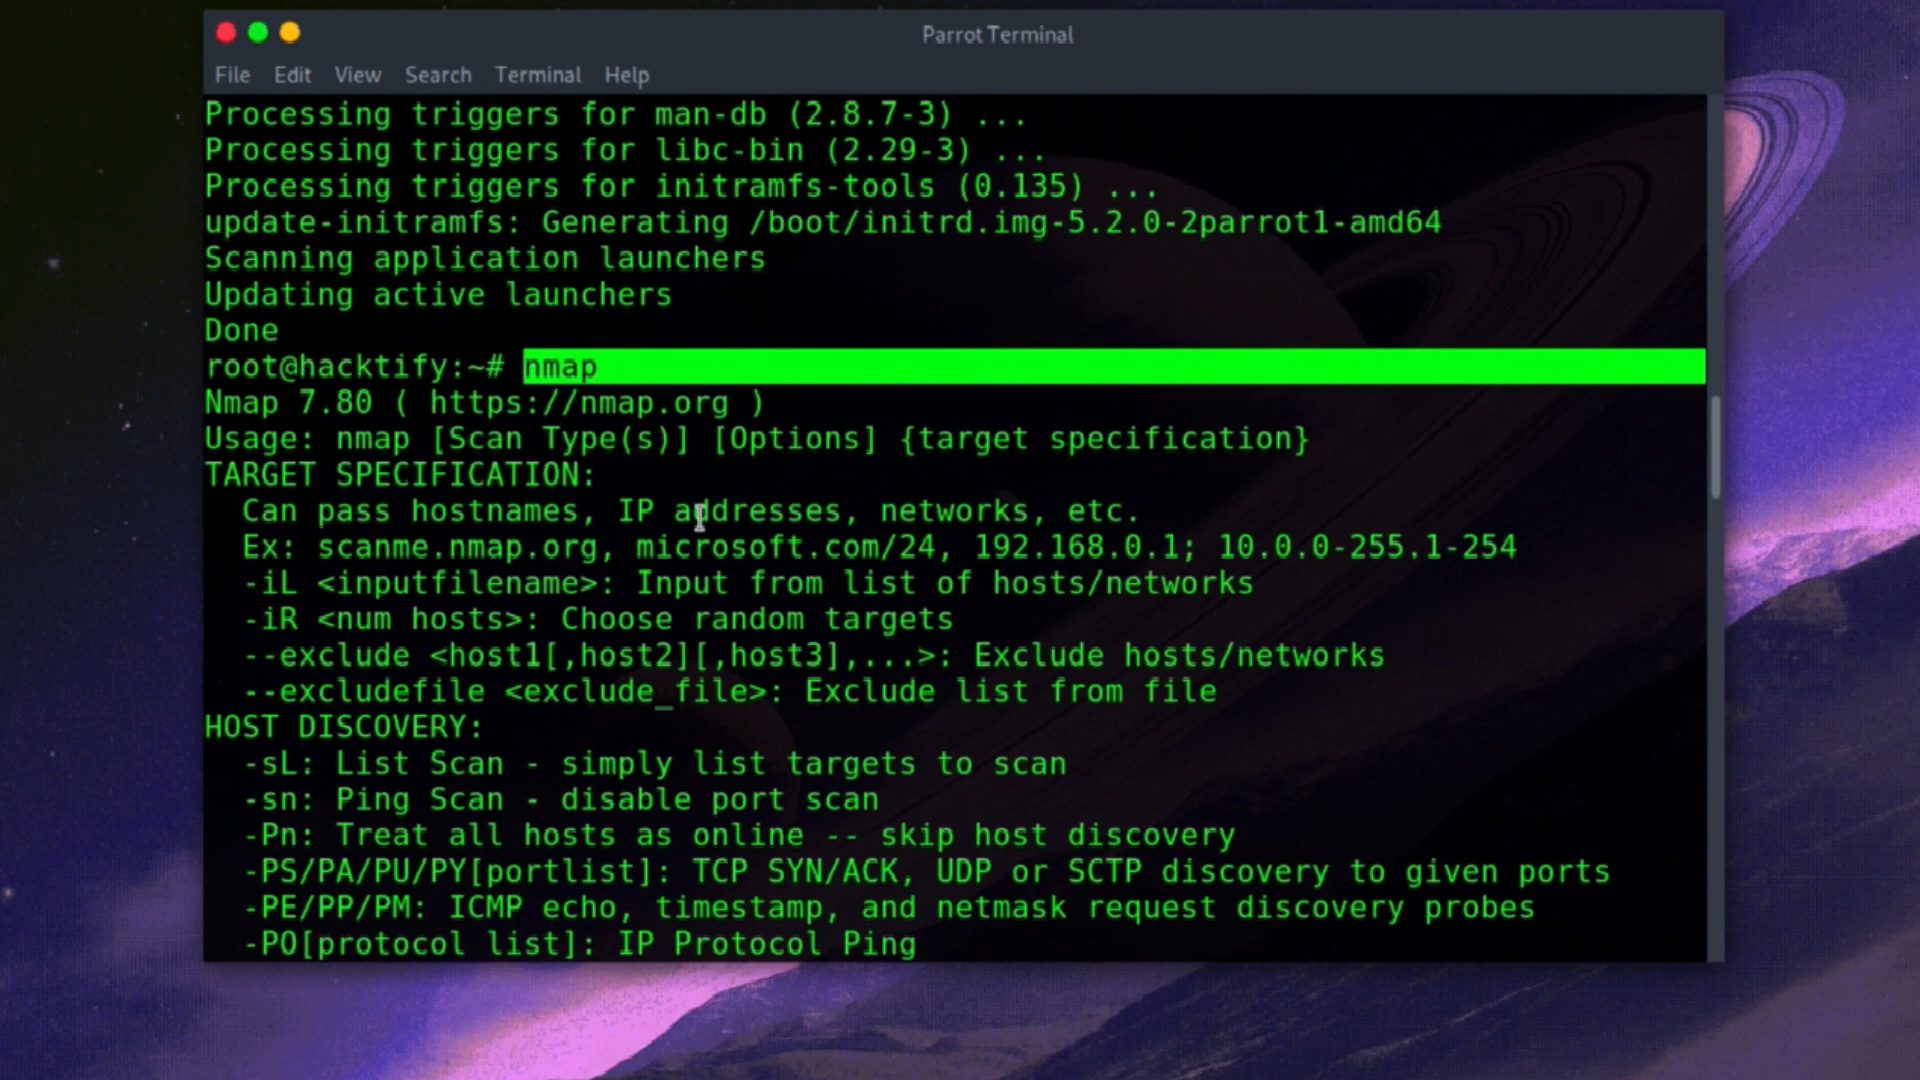 Parrot Terminal
File Edit View Search Terminal Help
Processing triggers for man-db (2.8.7-3) ...
Processing triggers for libc-bin (2.29-3) ...
Processing triggers for initramfs-tools (0.135) ...
update-initramfs: Generating /boot/initrd.img-5.2.0-2parrot1-amd64
Scanning application launchers
Updating active launchers
Done
root@hacktify:~# nmap
Nmap 7.80 ( https://nmap.org )
Usage: nmap [Scan Type(s)] [Options] {target specification}
TARGET SPECIFICATION:
  Can pass hostnames, IP addresses, networks, etc.
  Ex: scanme.nmap.org, microsoft.com/24, 192.168.0.1; 10.0.0-255.1-254
  -iL <inputfilename>: Input from list of hosts/networks
  -iR <num hosts>: Choose random targets
  --exclude <host1[,host2][,host3],...>: Exclude hosts/networks
  --excludefile <exclude_file>: Exclude list from file
HOST DISCOVERY:
  -sL: List Scan - simply list targets to scan
  -sn: Ping Scan - disable port scan
  -Pn: Treat all hosts as online -- skip host discovery
  -PS/PA/PU/PY[portlist]: TCP SYN/ACK, UDP or SCTP discovery to given ports
  -PE/PP/PM: ICMP echo, timestamp, and netmask request discovery probes
  -PO[protocol list]: IP Protocol Ping